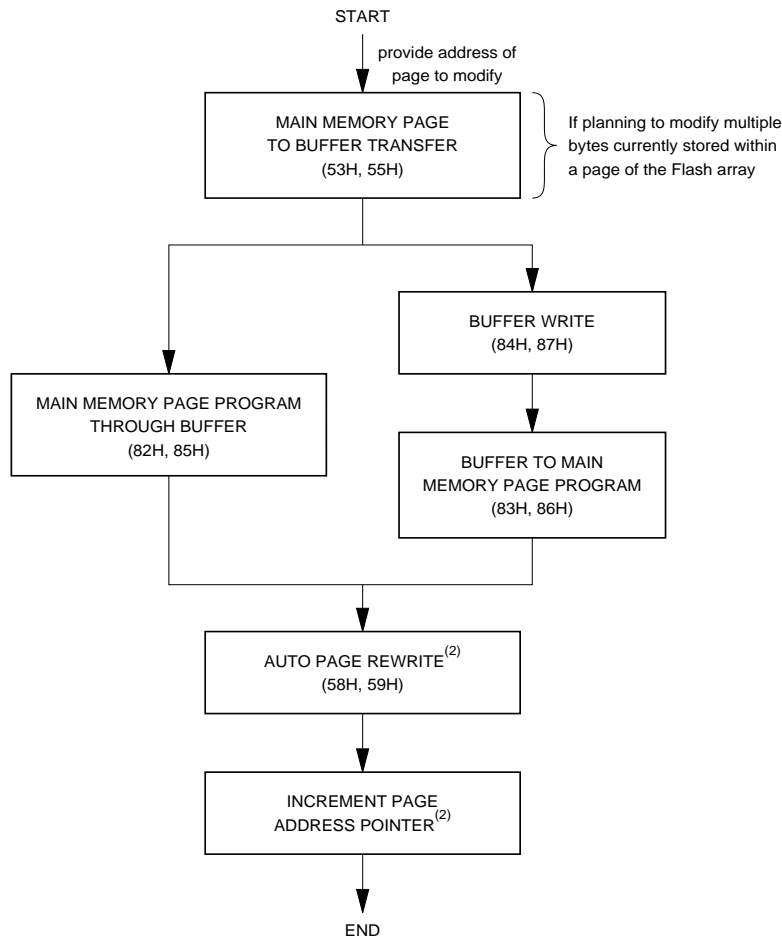 START
provide address of
page to modify
MAIN MEMORY PAGE
TO BUFFER TRANSFER
(53H, 55H)
If planning to modify multiple
bytes currently stored within
a page of the Flash array
BUFFER WRITE
(84H, 87H)
MAIN MEMORY PAGE PROGRAM
THROUGH BUFFER
(82H, 85H)
BUFFER TO MAIN
MEMORY PAGE PROGRAM
(83H, 86H)
AUTO PAGE REWRITE(2)
(58H, 59H)
INCREMENT PAGE
ADDRESS POINTER(2)
END